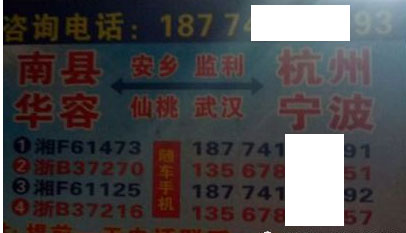 咨询电话：187 74 93
南县 安乡 监利 杭州
华容 仙桃 武汉 宁波
❶湘F61473 随车手机 187 74 91
❷浙B37270 135 678 51
❸湘F61125 187 741 92
❹浙B37216 135 678 57